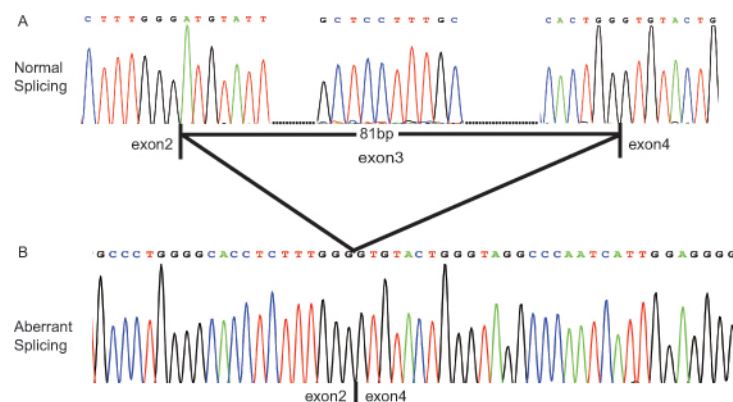 A
C T T T G G G A T G T A T T G C T C C T T T G C C A C T G G G T G T A C T G
Normal
Splicing
81bp
exon2 exon3 exon4
B
G C C C T G G G G C A C C T C T T T G G G G T G T A C T G G G T A G G C C C A A T C A T T G G A G G G G
Aberrant
Splicing
exon2 exon4